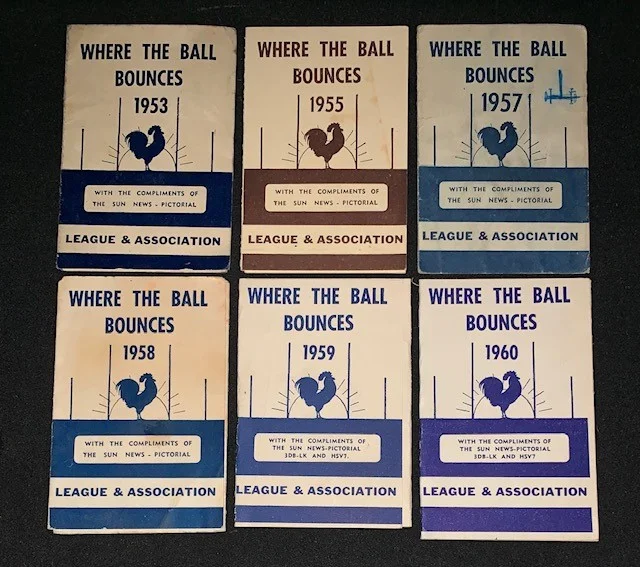 WHERE THE BALL
BOUNCES
1953
WITH THE COMPLIMENTS OF
THE SUN NEWS - PICTORIAL
LEAGUE & ASSOCIATION
WHERE THE BALL
BOUNCES
1955
WITH THE COMPLIMENTS OF
THE SUN NEWS - PICTORIAL
LEAGUE & ASSOCIATION
WHERE THE BALL
BOUNCES
1957
WITH THE COMPLIMENTS OF
THE SUN NEWS - PICTORIAL
LEAGUE & ASSOCIATION
WHERE THE BALL
BOUNCES
1958
WITH THE COMPLIMENTS OF
THE SUN NEWS - PICTORIAL
LEAGUE & ASSOCIATION
WHERE THE BALL
BOUNCES
1959
WITH THE COMPLIMENTS OF
THE SUN NEWS-PICTORIAL
3DB-LK AND HSV7.
LEAGUE & ASSOCIATION
WHERE THE BALL
BOUNCES
1960
WITH THE COMPLIMENTS OF
THE SUN NEWS-PICTORIAL
3DB-LK AND HSV7
LEAGUE & ASSOCIATION